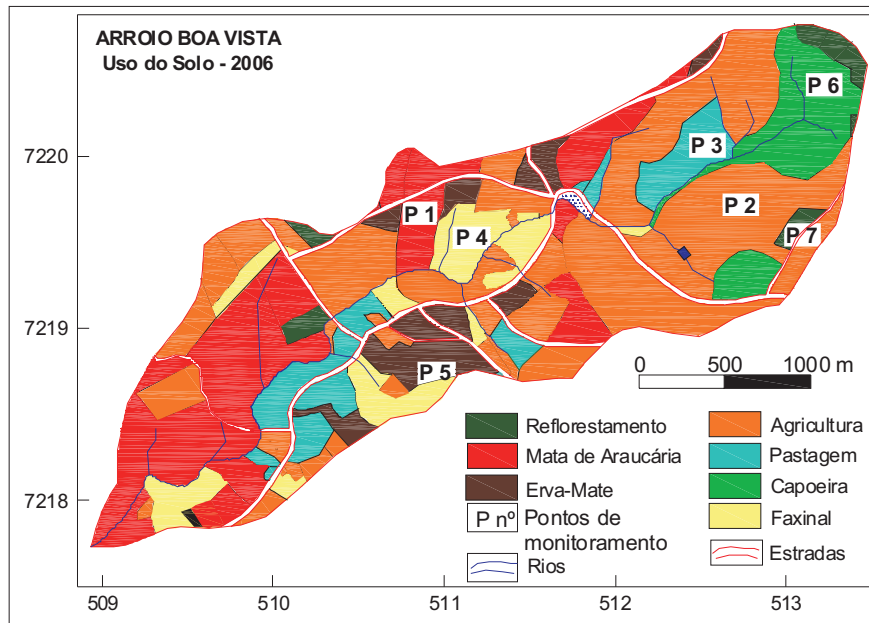 ARROIO BOA VISTA
Uso do Solo - 2006
P 6
7220
P 3
P 1
P 2
P 4
P 7
7219
P 5
0 500 1000 m
Reflorestamento
Agricultura
Mata de Araucária
Pastagem
Erva-Mate
Capoeira
P nº
Pontos de
monitoramento
Faxinal
Rios
Estradas
7218
509 510 511 512 513